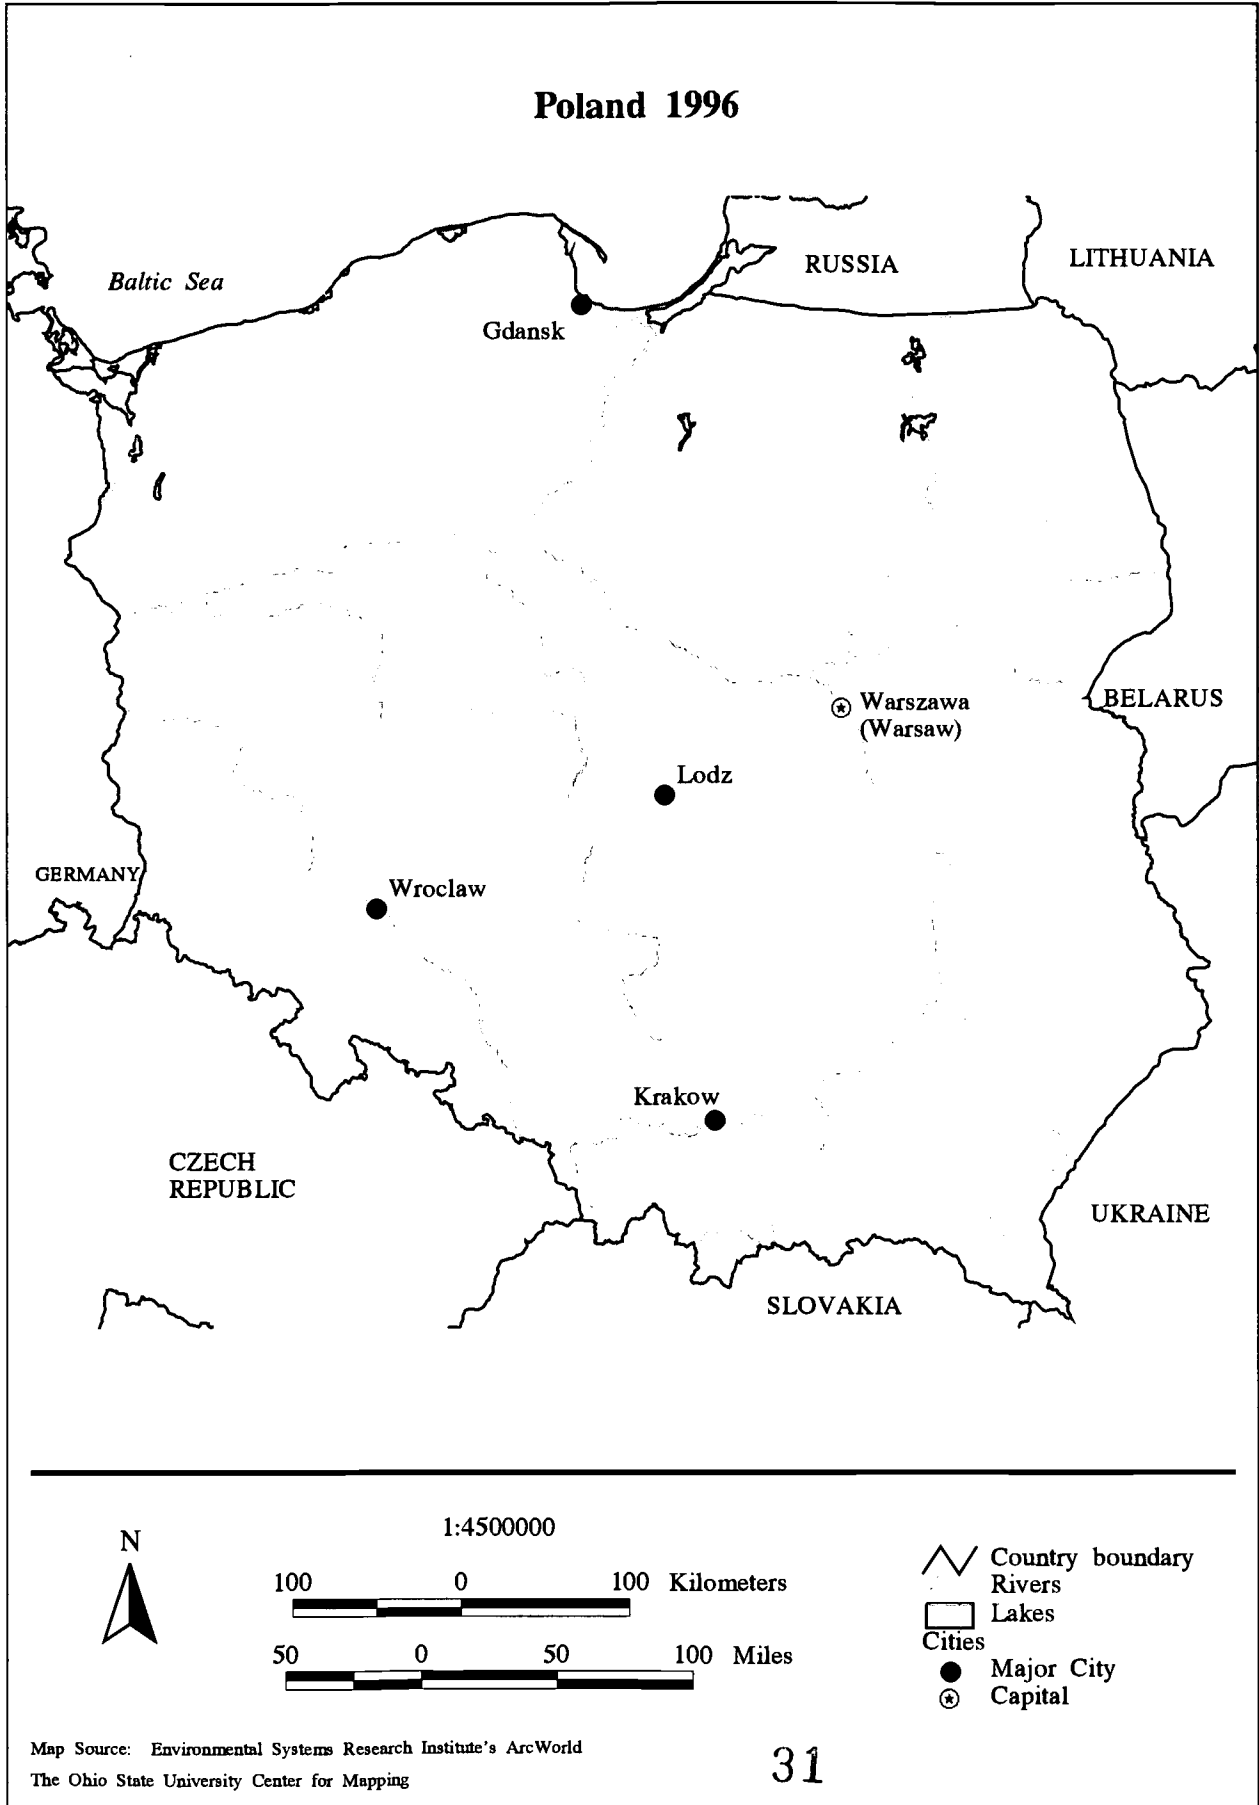 Poland 1996
Baltic Sea
RUSSIA
LITHUANIA
Gdansk
Warszawa
(Warsaw)
BELARUS
Lodz
GERMANY
Wroclaw
Krakow
CZECH
REPUBLIC
UKRAINE
SLOVAKIA
N
1:4500000
100 0 100 Kilometers
50 0 50 100 Miles
Country boundary
Rivers
Lakes
Cities
Major City
Capital
Map Source: Environmental Systems Research Institute's ArcWorld
The Ohio State University Center for Mapping
31